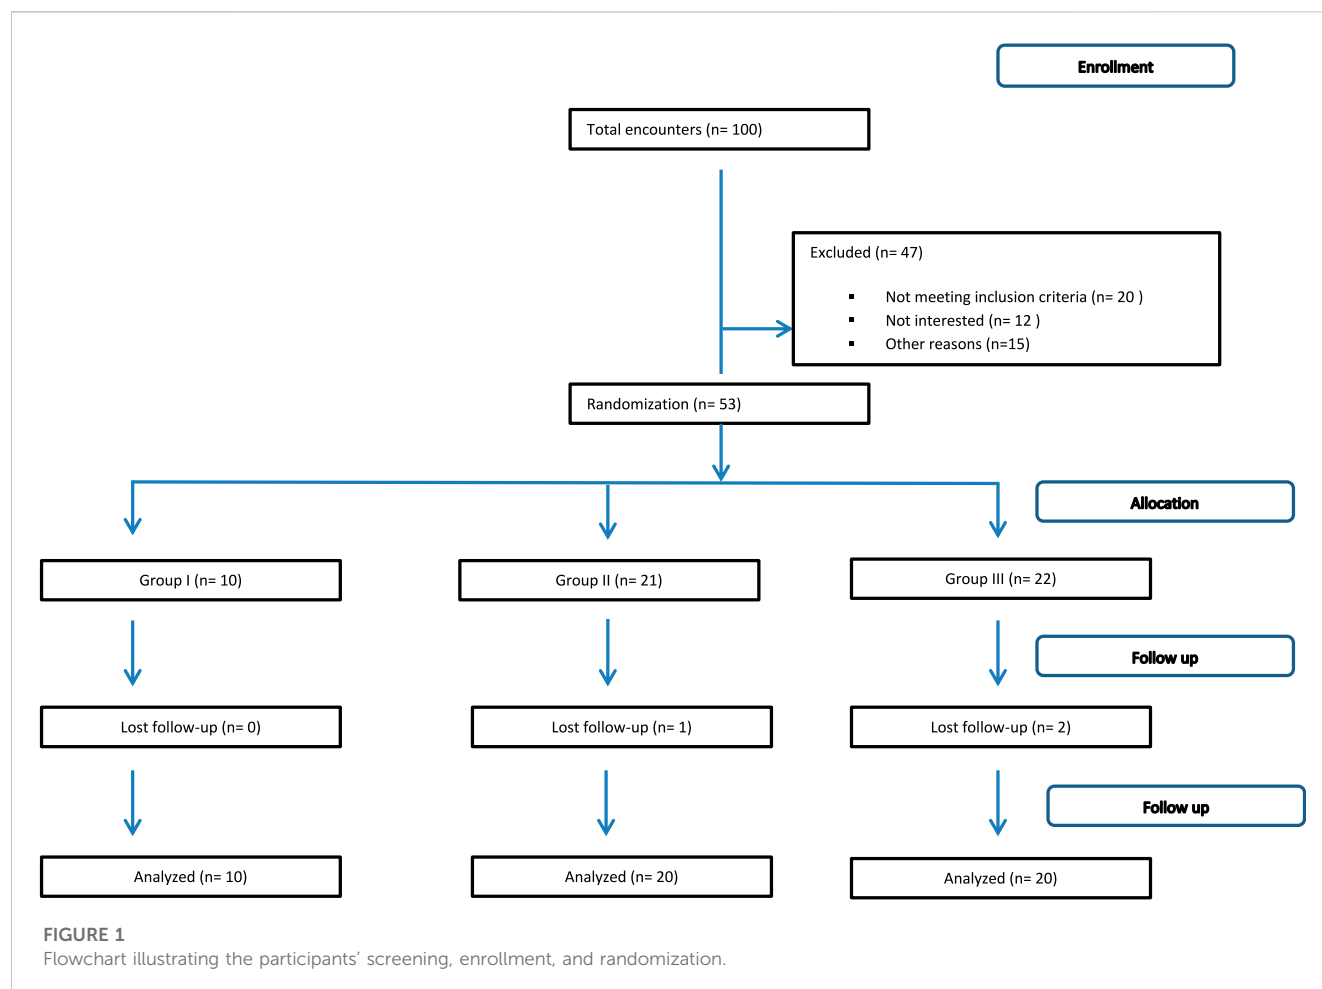 Enrollment
Total encounters (n= 100)
Excluded (n= 47)
▪ Not meeting inclusion criteria (n= 20 )
▪ Not interested (n= 12 )
▪ Other reasons (n=15)
Randomization (n= 53)
Allocation
Group I (n= 10)
Group II (n= 21)
Group III (n= 22)
Follow up
Lost follow-up (n= 0)
Lost follow-up (n= 1)
Lost follow-up (n= 2)
Follow up
Analyzed (n= 10)
Analyzed (n= 20)
Analyzed (n= 20)
FIGURE 1
Flowchart illustrating the participants' screening, enrollment, and randomization.